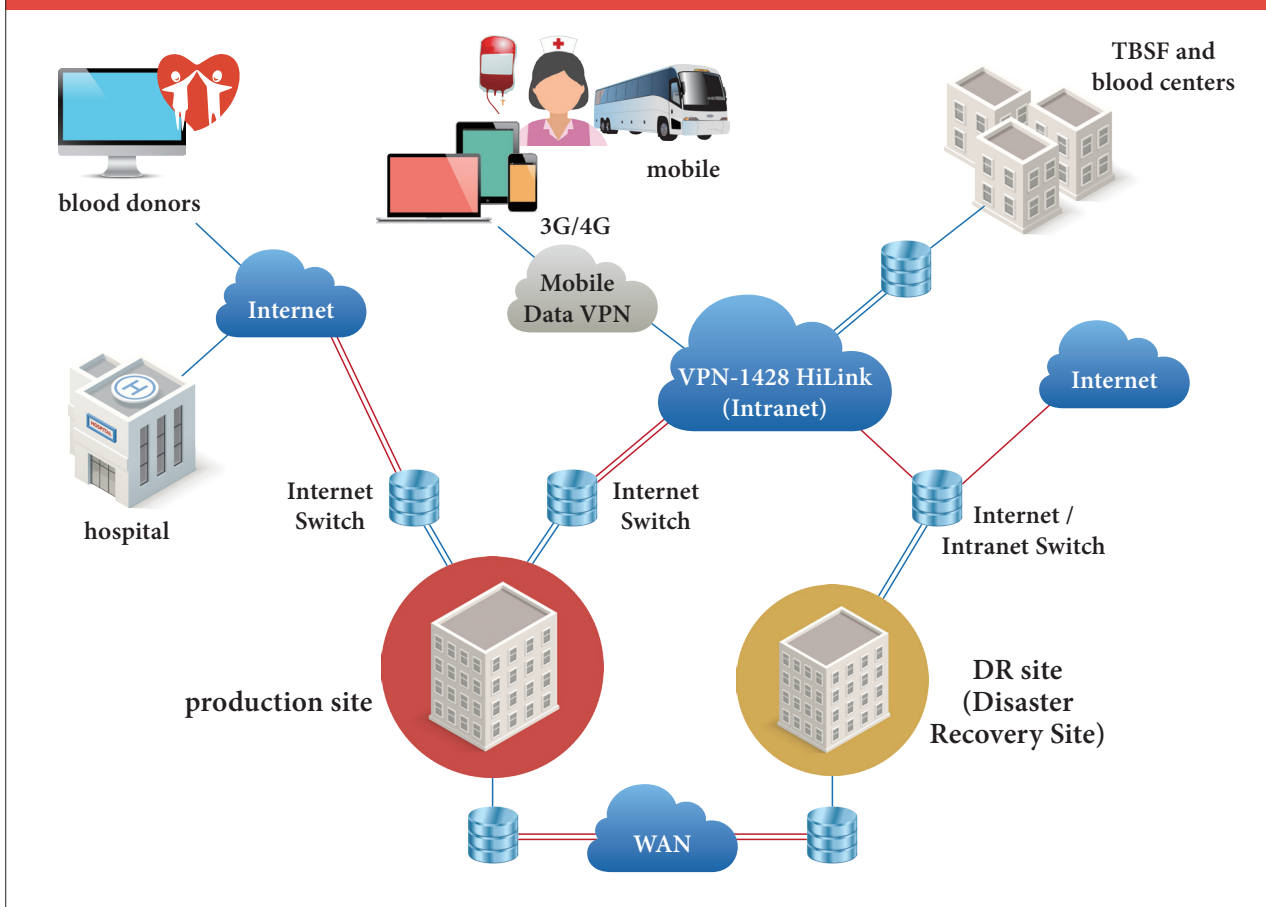 TBSF and
blood centers
mobile
blood donors
3G/4G
Mobile
Data VPN
Internet
VPN-1428 HiLink
(Intranet)
Internet
HOSPITAL
H
hospital
Internet
Switch
Internet
Switch
Internet /
Intranet Switch
production site
DR site
(Disaster
Recovery Site)
WAN